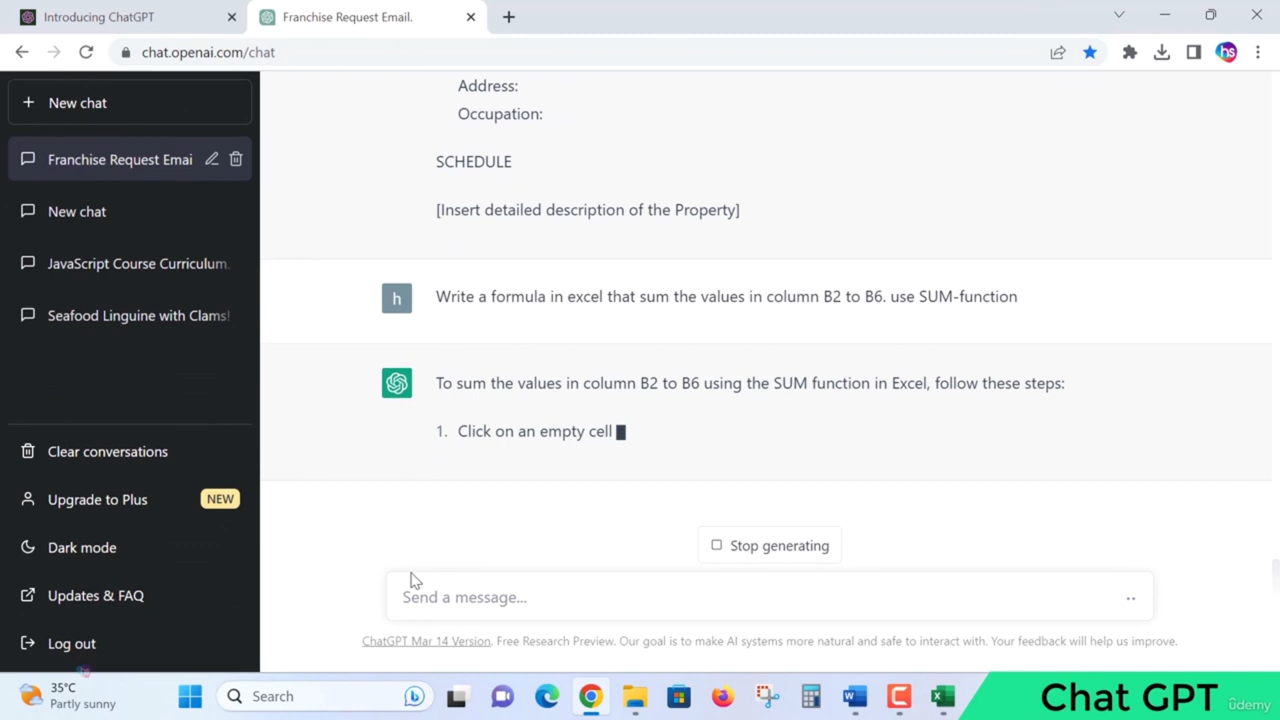 Introducing ChatGPT
Franchise Request Email.
chat.openai.com/chat
hs
New chat
Franchise Request Emai
New chat
JavaScript Course Curriculum.
Seafood Linguine with Clams!
Clear conversations
Upgrade to Plus NEW
Dark mode
Updates & FAQ
Log out
Address:
Occupation:
SCHEDULE
[Insert detailed description of the Property]
h
Write a formula in excel that sum the values in column B2 to B6. use SUM-function
To sum the values in column B2 to B6 using the SUM function in Excel, follow these steps:
1. Click on an empty cell
Stop generating
Send a message...
ChatGPT Mar 14 Version. Free Research Preview. Our goal is to make AI systems more natural and safe to interact with. Your feedback will help us improve.
35°C
Partly sunny
Search
Chat GPT
ûdemy